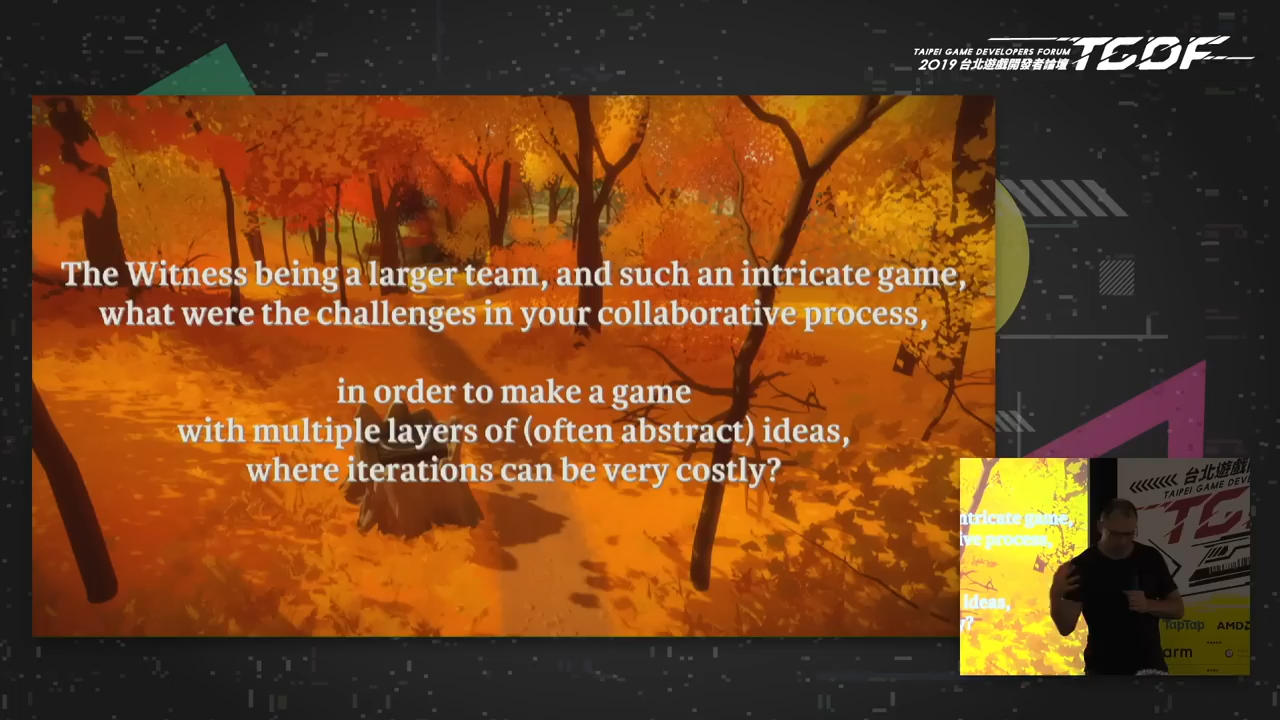 TAIPEI GAME DEVELOPERS FORUM
2019 台北遊戲開發者論壇
TGDF
The Witness being a larger team, and such an intricate game,
what were the challenges in your collaborative process,
in order to make a game
with multiple layers of (often abstract) ideas,
where iterations can be very costly?
ntricate game,
ive process,
ideas,
y?
台北遊戲
TAIPEI GAME DEVEL
TapTap
AMD
arm